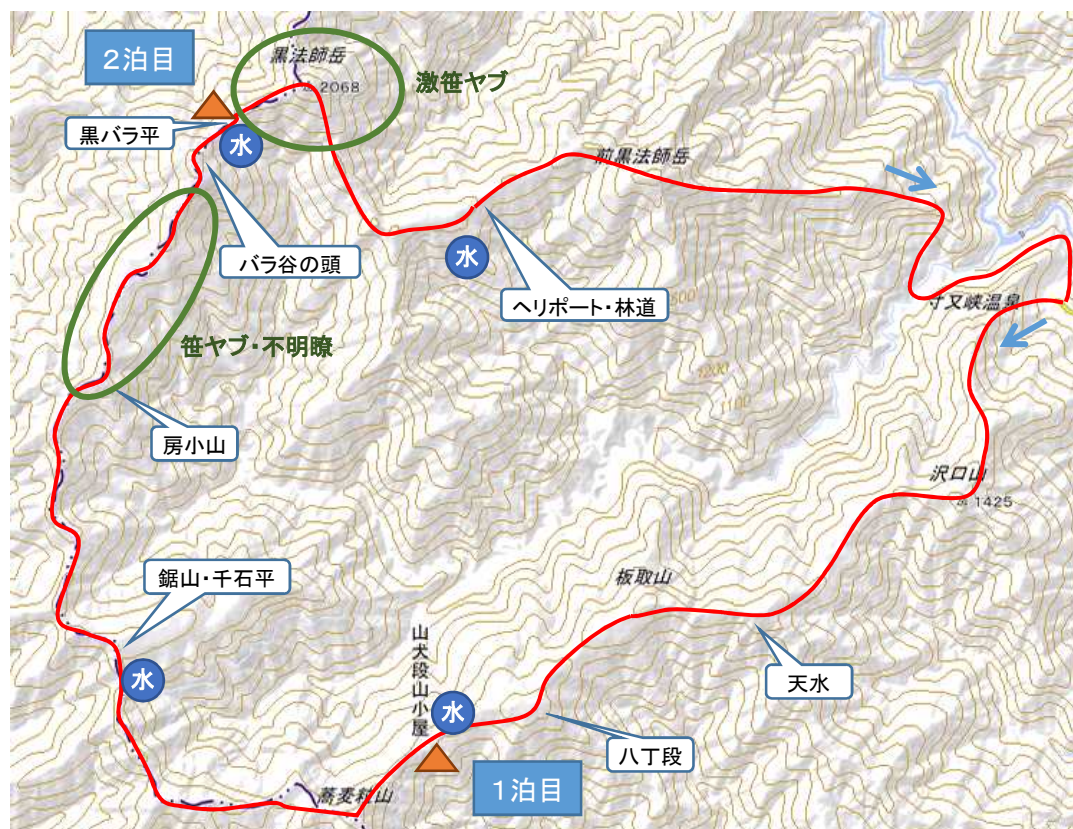 黒法師岳
2068
2泊目
激笹ヤブ
黒バラ平
水
前黒法師岳
バラ谷の頭
水
ヘリポート・林道
寸又峡温泉
笹ヤブ・不明瞭
1200
1100
房小山
沢口山
1425
鋸山・千石平
板取山
山犬段山小屋
水
天水
水
八丁段
1泊目
蕎麦粒山